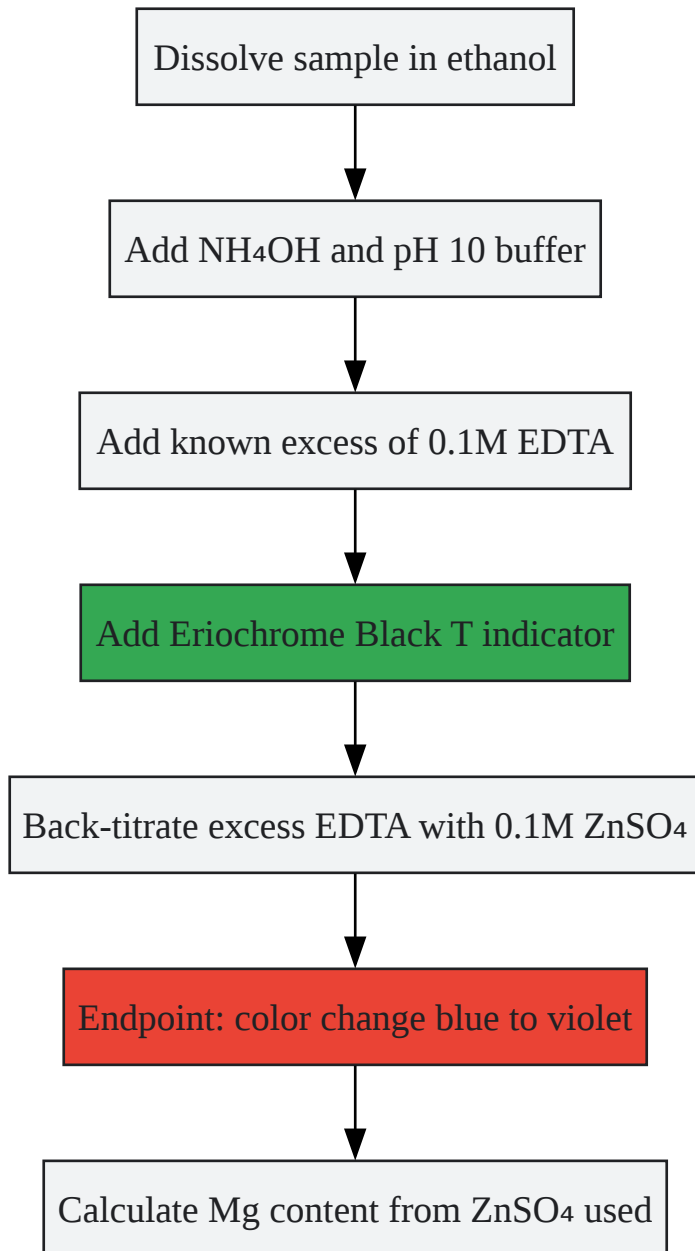 Dissolve sample in ethanol
Add NH₄OH and pH 10 buffer
Add known excess of 0.1M EDTA
Add Eriochrome Black T indicator
Back-titrate excess EDTA with 0.1M ZnSO₄
Endpoint: color change blue to violet
Calculate Mg content from ZnSO₄ used